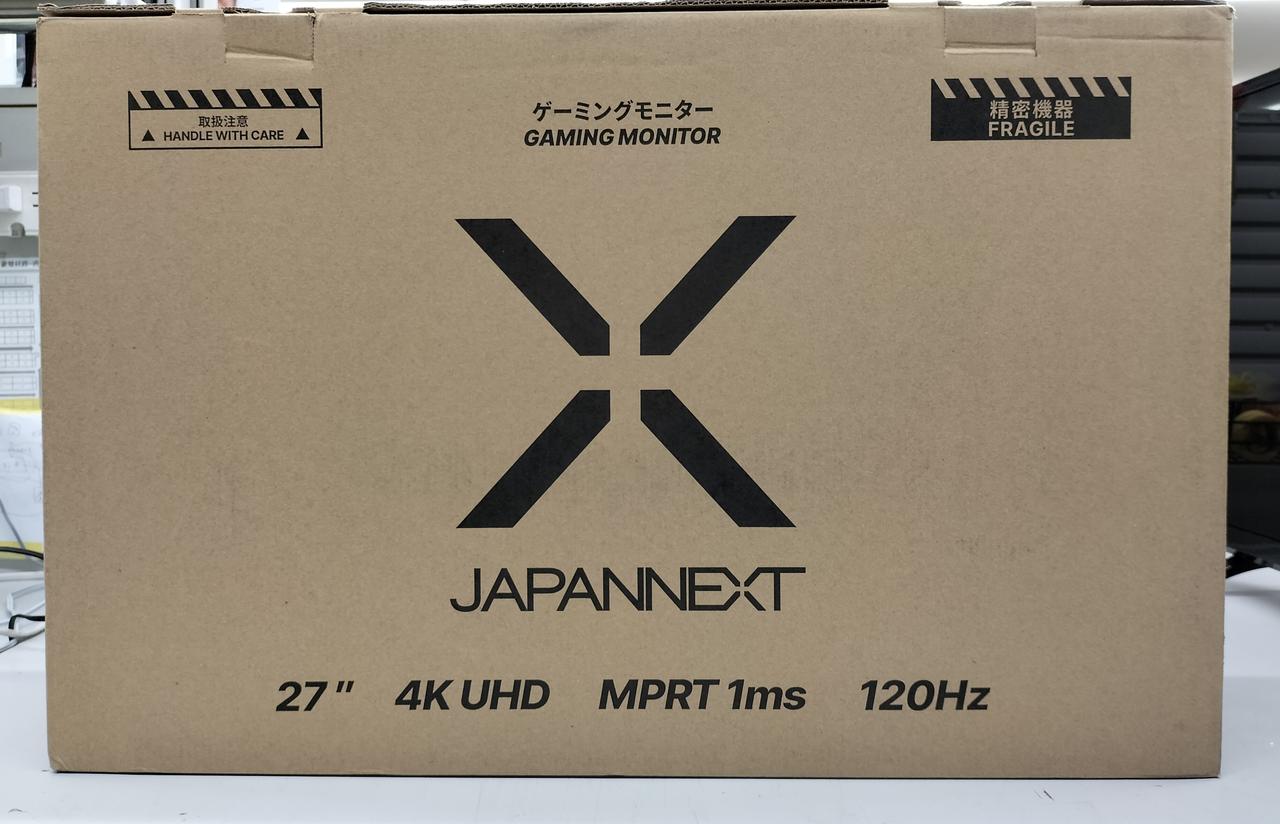 取扱注意
HANDLE WITH CARE
ゲーミングモニター
GAMING MONITOR
精密機器
FRAGILE
JAPANNEXT
27" 4K UHD MPRT 1ms 120Hz